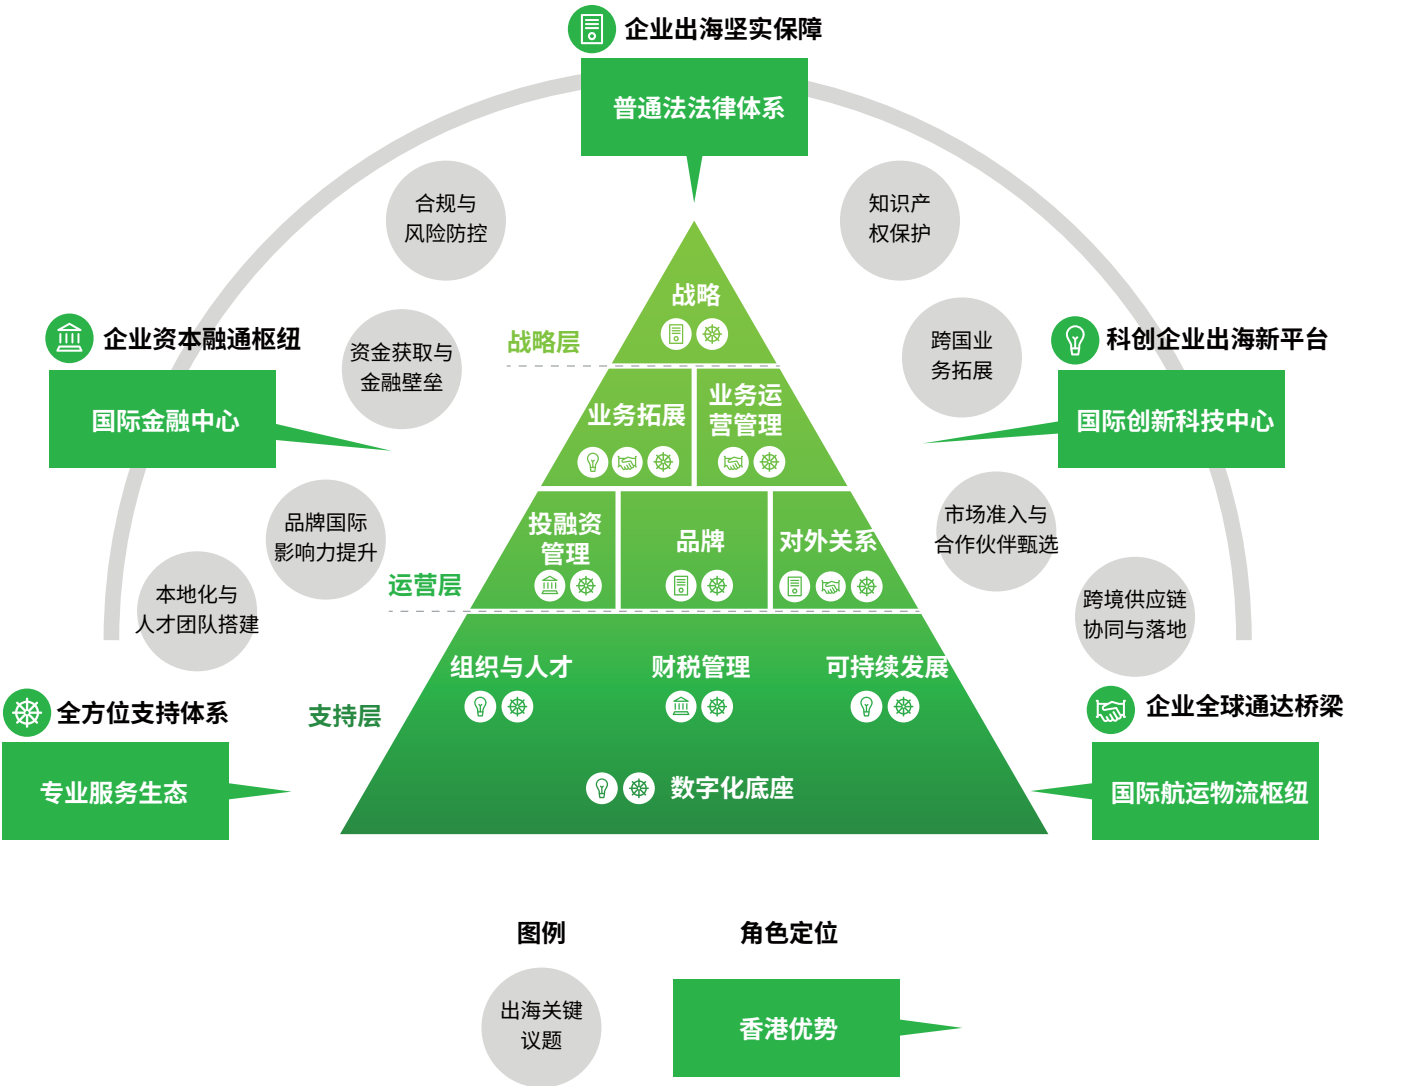 企业出海坚实保障
普通法法律体系
合规与
风险防控
知识产
权保护
战略
企业资本融通枢纽
国际金融中心
资金获取与
金融壁垒
战略层
跨国业
务拓展
科创企业出海新平台
国际创新科技中心
业务拓展
业务运
营管理
品牌国际
影响力提升
投融资
管理
品牌
对外关系
市场准入与
合作伙伴甄选
运营层
本地化与
人才团队搭建
跨境供应链
协同与落地
组织与人才
财税管理
可持续发展
支持层
全方位支持体系
专业服务生态
企业全球通达桥梁
国际航运物流枢纽
数字化底座
图例
角色定位
出海关键
议题
香港优势